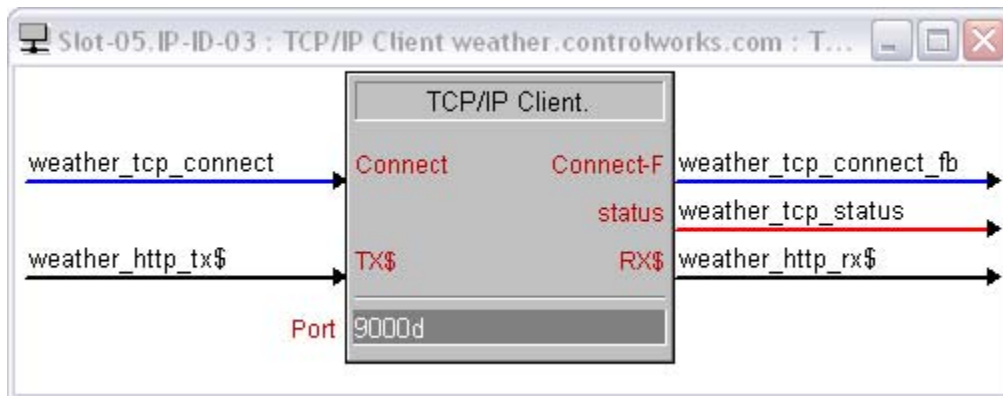 Slot-05.IP-ID-03 : TCP/IP Client weather.controlworks.com : T...
TCP/IP Client.
weather_tcp_connect Connect Connect-F weather_tcp_connect_fb
status weather_tcp_status
weather_http_tx$ TX$ RX$ weather_http_rx$
Port 9000d